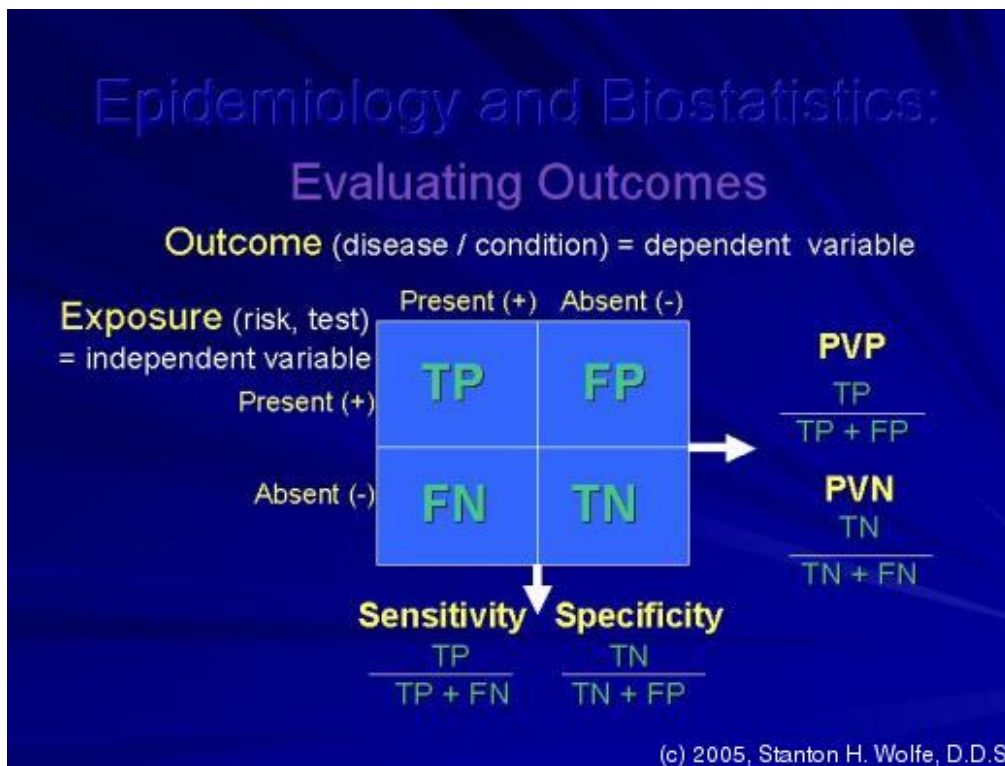 Epidemiology and Biostatistics:
Evaluating Outcomes
Outcome (disease / condition) = dependent variable
Present (+) Absent (-)
Exposure (risk, test)
= independent variable
Present (+)
TP FP
PVP
TP
TP + FP
Absent (-)
FN TN
PVN
TN
TN + FN
Sensitivity Specificity
TP TN
TP + FN TN + FP
(c) 2005, Stanton H. Wolfe, D.D.S